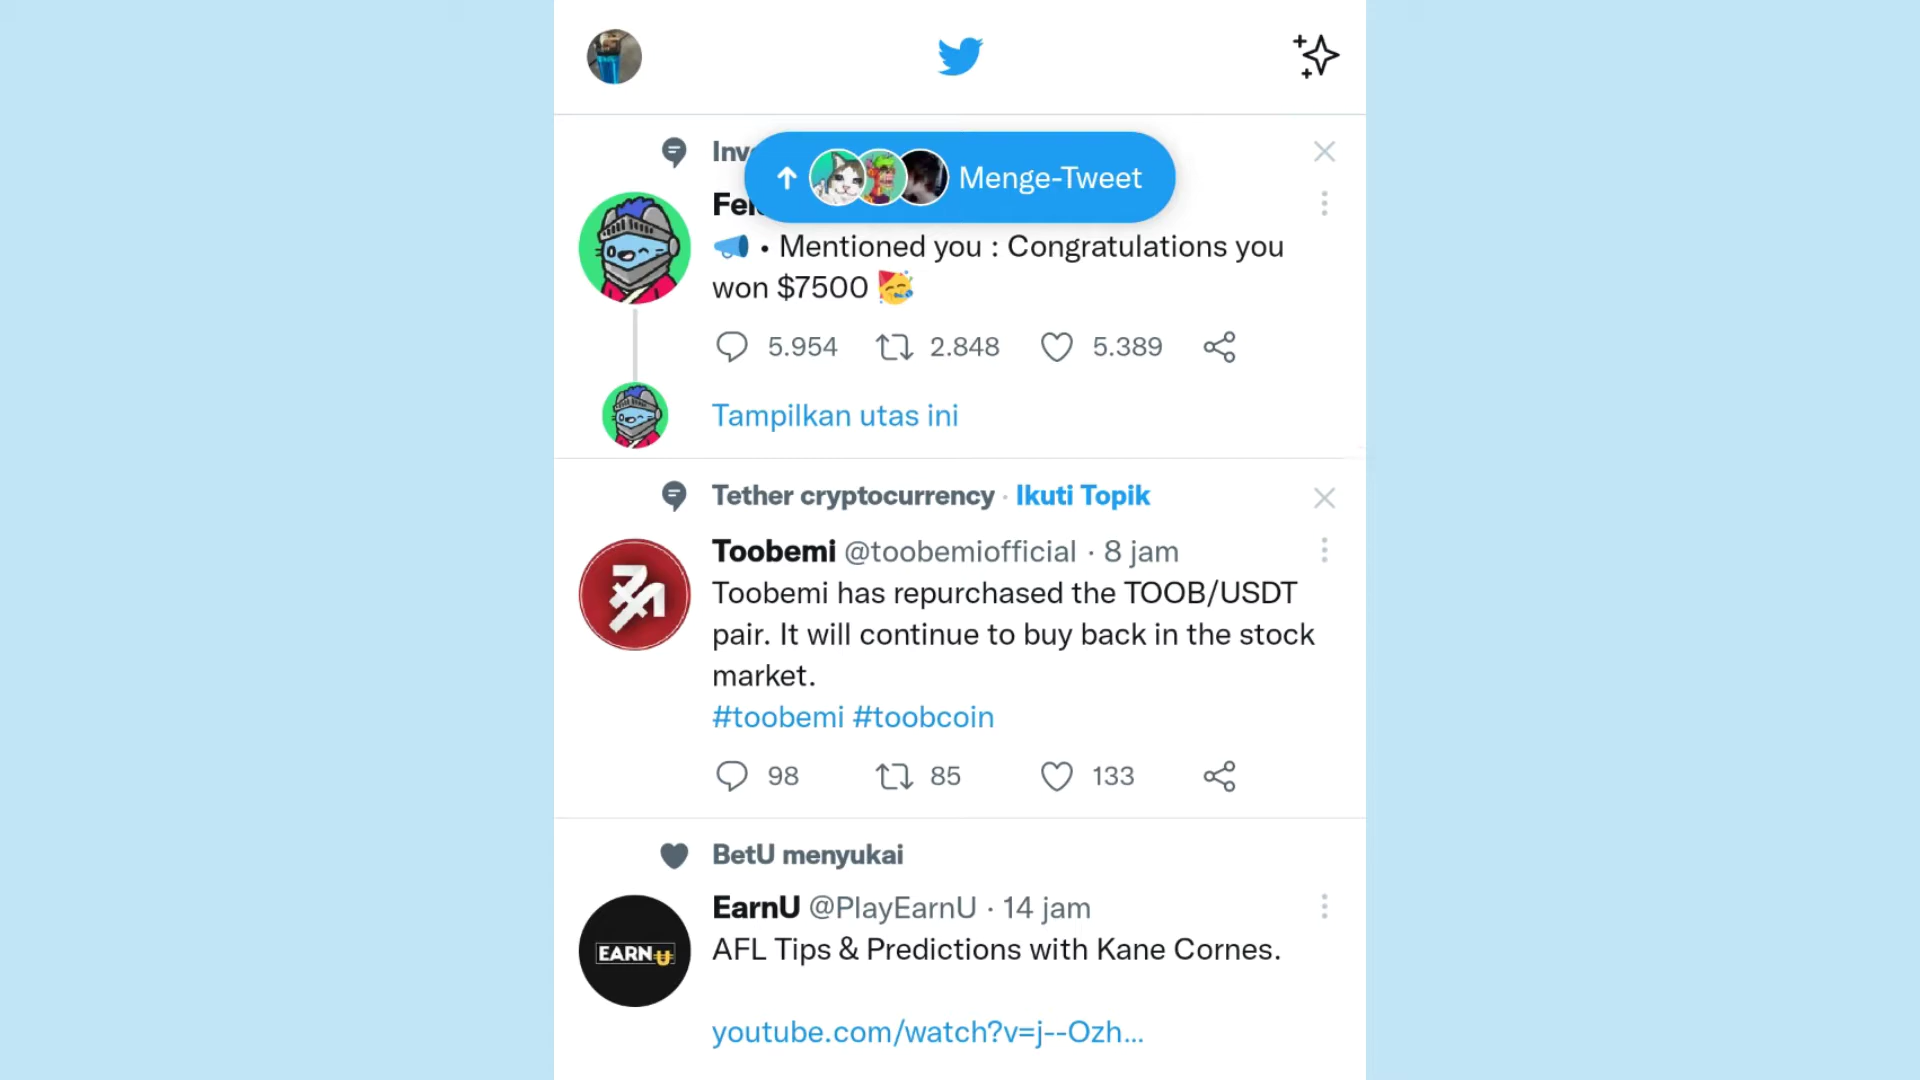 Menge-Tweet
• Mentioned you : Congratulations you
won $7500
5.954 2.848 5.389
Tampilkan utas ini
Tether cryptocurrency · Ikuti Topik
Toobemi @toobemiofficial · 8 jam
Toobemi has repurchased the TOOB/USDT
pair. It will continue to buy back in the stock
market.
#toobemi #toobcoin
98 85 133
BetU menyukai
EarnU @PlayEarnU · 14 jam
EARNU
AFL Tips & Predictions with Kane Cornes.
youtube.com/watch?v=j--Ozh...